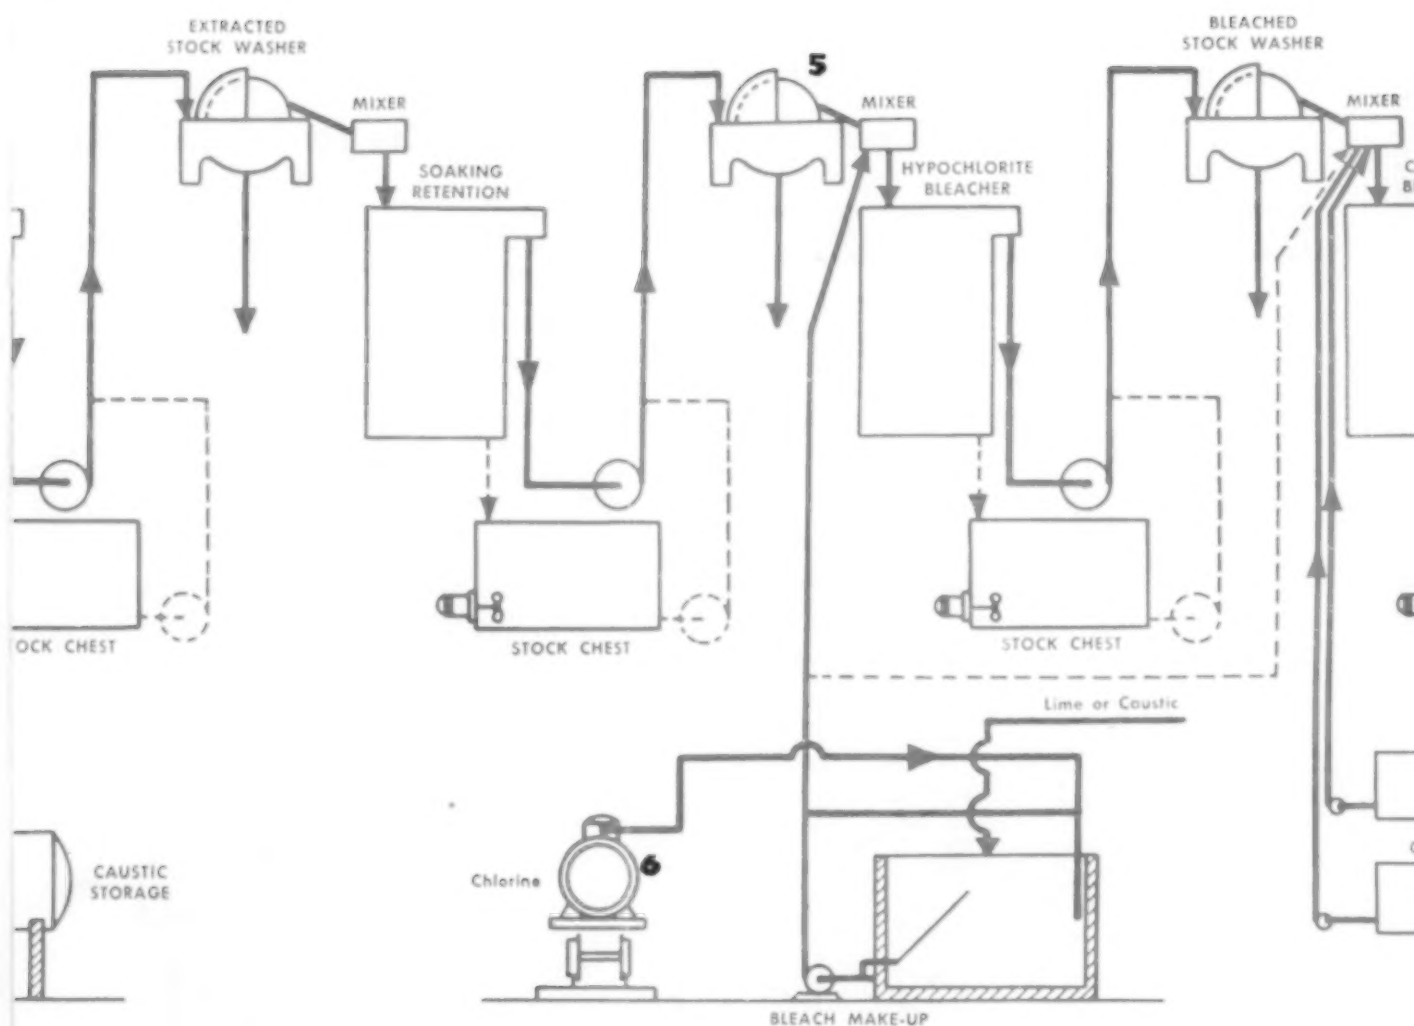 EXTRACTED
STOCK WASHER
MIXER
SOAKING
RETENTION
5
MIXER
HYPOCHLORITE
BLEACHER
BLEACHED
STOCK WASHER
MIXER
C
B
OCK CHEST
STOCK CHEST
STOCK CHEST
Lime or Caustic
CAUSTIC
STORAGE
Chlorine
6
C
BLEACH MAKE-UP